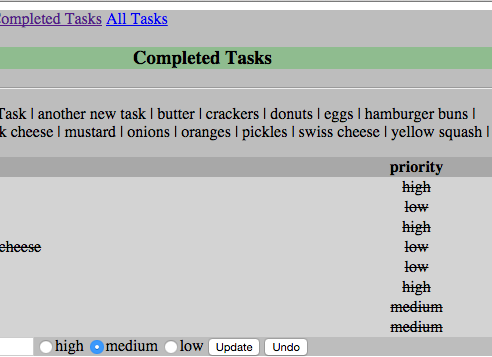 Completed Tasks All Tasks
Completed Tasks
Task | another new task | butter | crackers | donuts | eggs | hamburger buns |
k cheese | mustard | onions | oranges | pickles | swiss cheese | yellow squash |
priority
high
low
high
cheese low
low
high
medium
medium
high medium low Update Undo